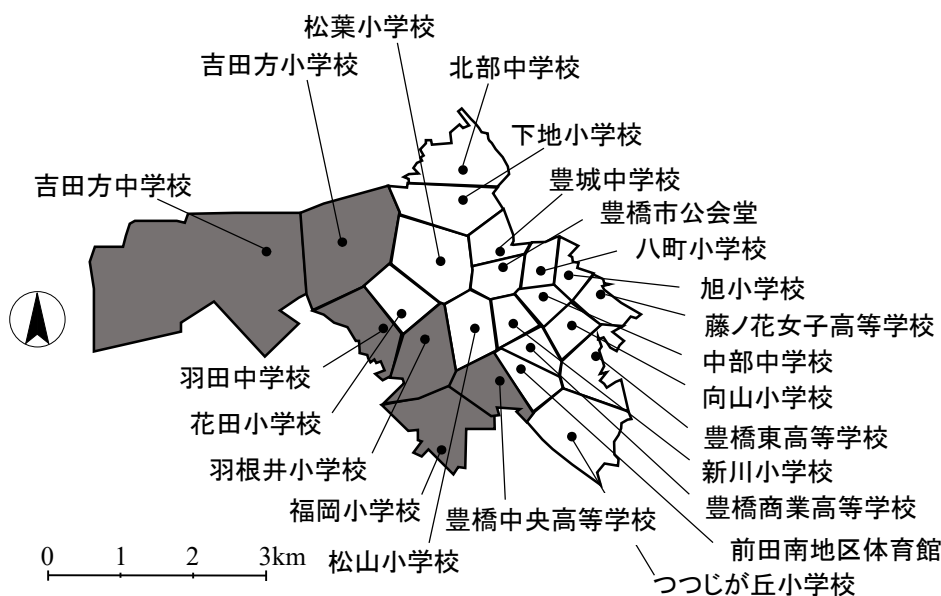 松葉小学校
吉田方小学校
北部中学校
下地小学校
吉田方中学校
豊城中学校
豊橋市公会堂
八町小学校
旭小学校
藤ノ花女子高等学校
中部中学校
羽田中学校
向山小学校
花田小学校
豊橋東高等学校
羽根井小学校
新川小学校
福岡小学校
豊橋中央高等学校
豊橋商業高等学校
前田南地区体育館
松山小学校
つつじが丘小学校
0 1 2 3km